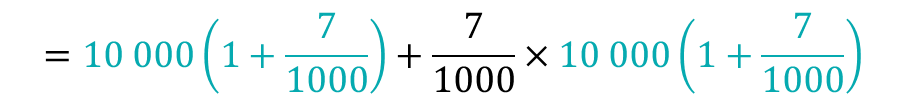 = 10 000 (1 + 7/1000) + 7/1000 × 10 000 (1 + 7/1000)